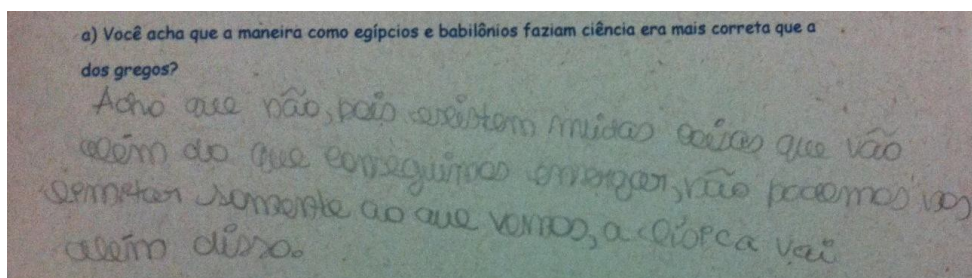 a) Você acha que a maneira como egípcios e babilônios faziam ciência era mais correta que a
dos gregos?
Acho que não, pois existem muitas coisas que vão
além do que conseguimos enxergar, não podemos nos
remeter somente ao que vemos, a ciência vai
além disso.